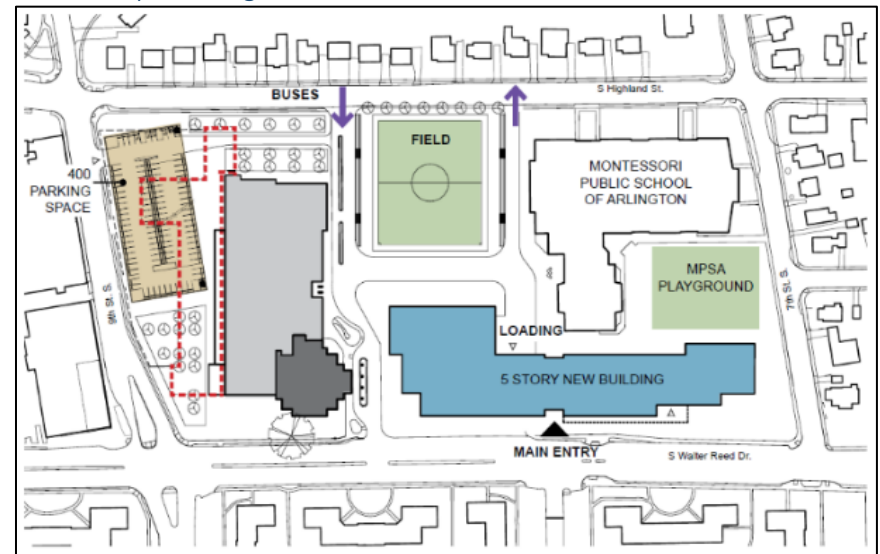 S Highland St.
BUSES
FIELD
400
PARKING
SPACE
MONTESSORI
PUBLIC SCHOOL
OF ARLINGTON
MPSA
PLAYGROUND
9th St. S.
7th St. S.
LOADING
5 STORY NEW BUILDING
MAIN ENTRY
S Walter Reed Dr.